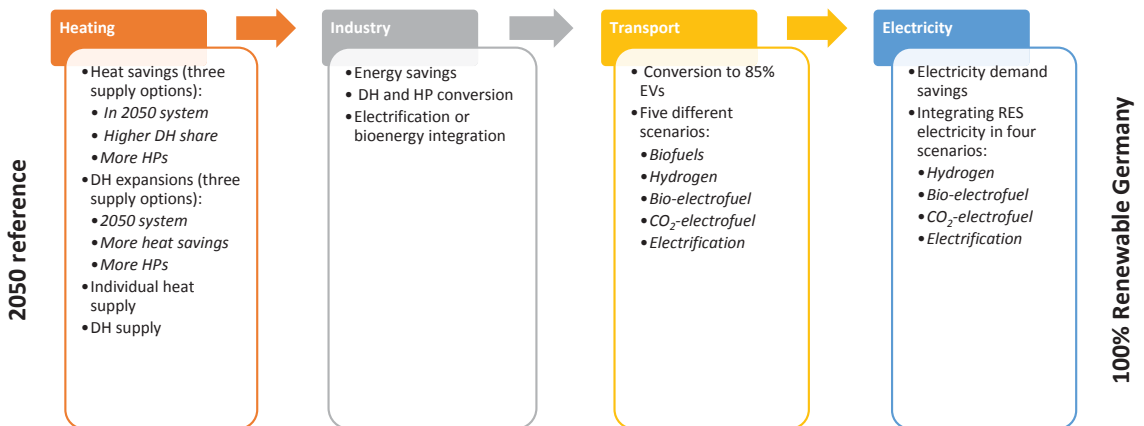 2050 reference
Heating
•Heat savings (three
supply options):
•In 2050 system
•Higher DH share
•More HPs
•DH expansions (three
supply options):
•2050 system
•More heat savings
•More HPs
•Individual heat
supply
•DH supply
Industry
•Energy savings
• DH and HP conversion
•Electrification or
bioenergy integration
Transport
• Conversion to 85%
EVs
•Five different
scenarios:
•Biofuels
•Hydrogen
•Bio-electrofuel
•CO₂-electrofuel
•Electrification
Electricity
•Electricity demand
savings
•Integrating RES
electricity in four
scenarios:
•Hydrogen
•Bio-electrofuel
•CO₂-electrofuel
•Electrification
100% Renewable Germany